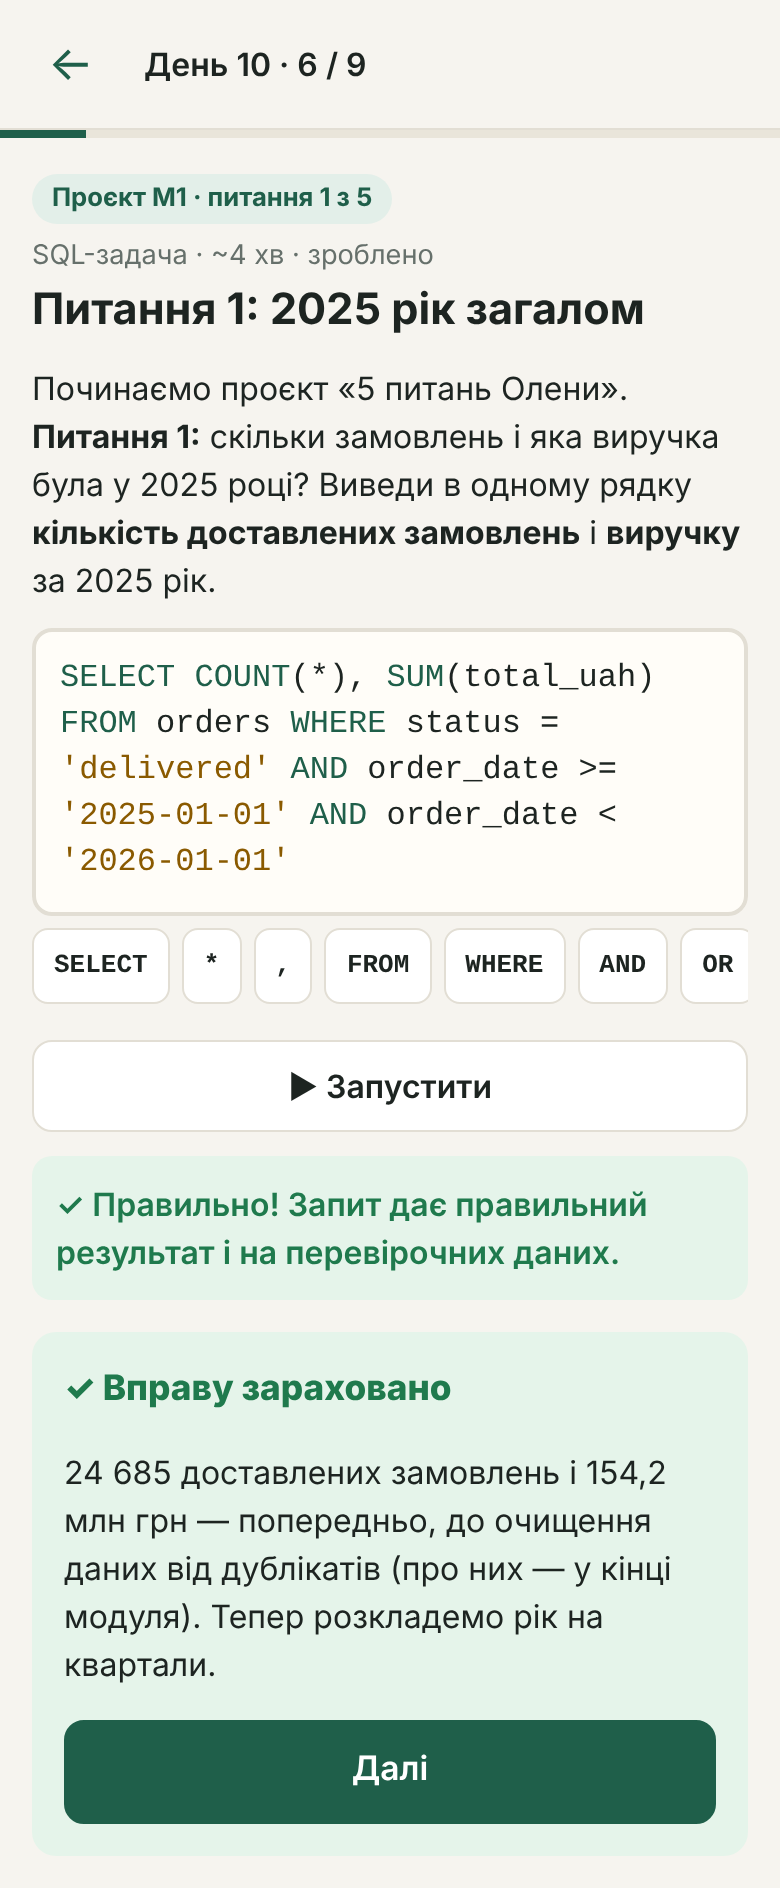 День 10 · 6 / 9
Проєкт М1 · питання 1 з 5
SQL-задача · ~4 хв · зроблено
Питання 1: 2025 рік загалом
Починаємо проєкт «5 питань Олени».
Питання 1: скільки замовлень і яка виручка
була у 2025 році? Виведи в одному рядку
кількість доставлених замовлень і виручку
за 2025 рік.
SELECT COUNT(*), SUM(total_uah)
FROM orders WHERE status =
'delivered' AND order_date >=
'2025-01-01' AND order_date <
'2026-01-01'
SELECT * , FROM WHERE AND OR
▶ Запустити
✓ Правильно! Запит дає правильний
результат і на перевірочних даних.
✓ Вправу зараховано
24 685 доставлених замовлень і 154,2
млн грн — попередньо, до очищення
даних від дублікатів (про них — у кінці
модуля). Тепер розкладемо рік на
квартали.
Далі